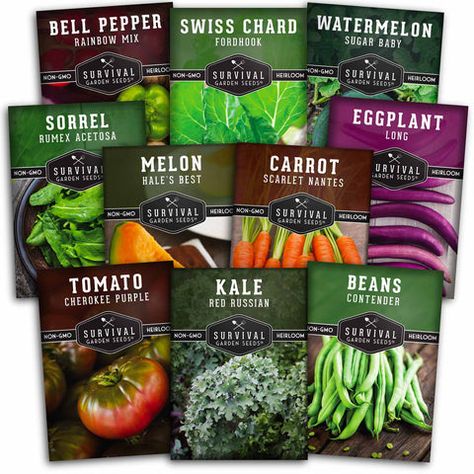 BELL PEPPER
RAINBOW MIX
NON-GMO
SURVIVAL
GARDEN SEEDS
HEIRLOOM
SWISS CHARD
FORDHOOK
NON-GMO
SURVIVAL
GARDEN SEEDS
HEIRLOOM
WATERMELON
SUGAR BABY
NON-GMO
SURVIVAL
GARDEN SEEDS
HEIRLOOM
SORREL
RUMEX ACETOSA
NON-GMO
SURVIVAL
GARDEN SEEDS
MELON
HALE'S BEST
NON-GMO
SURVIVAL
GARDEN SEEDS
CARROT
SCARLET NANTES
NON-GMO
SURVIVAL
GARDEN SEEDS
HEIRLOOM
EGGPLANT
LONG
SURVIVAL
GARDEN SEEDS
HEIRLOOM
TOMATO
CHEROKEE PURPLE
NON-GMO
SURVIVAL
GARDEN SEEDS
HEIRLOOM
KALE
RED RUSSIAN
NON-GMO
SURVIVAL
GARDEN SEEDS
HEIRLOOM
BEANS
CONTENDER
NON-GMO
SURVIVAL
GARDEN SEEDS
HEIRLOOM